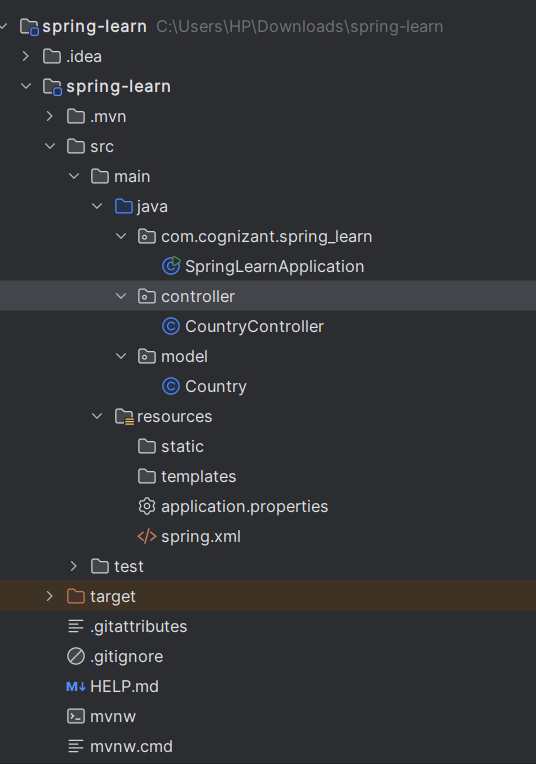 spring-learn C:\Users\HP\Downloads\spring-learn
.idea
spring-learn
.mvn
src
main
java
com.cognizant.spring_learn
SpringLearnApplication
controller
CountryController
model
Country
resources
static
templates
application.properties
spring.xml
test
target
.gitattributes
.gitignore
HELP.md
mvnw
mvnw.cmd